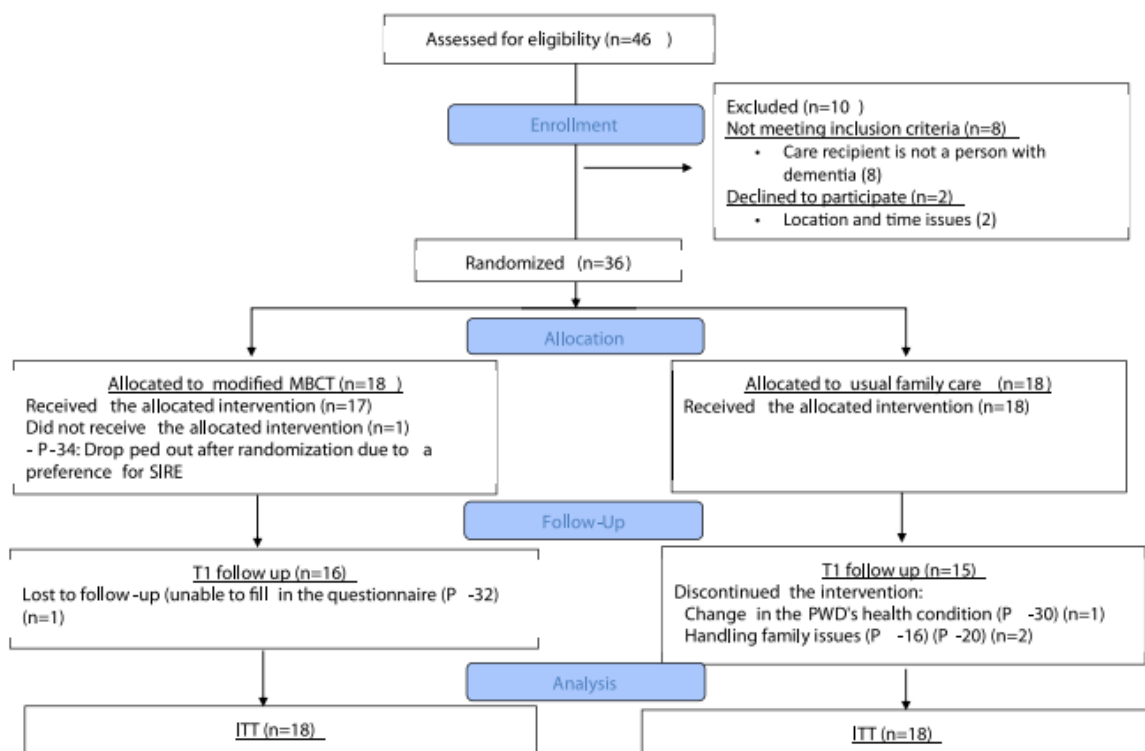 Assessed for eligibility (n=46 )
Enrollment
Excluded (n=10 )
Not meeting inclusion criteria (n=8)
• Care recipient is not a person with
dementia (8)
Declined to participate (n=2)
• Location and time issues (2)
Randomized (n=36)
Allocation
Allocated to modified MBCT (n=18 )
Received the allocated intervention (n=17)
Did not receive the allocated intervention (n=1)
- P-34: Drop ped out after randomization due to a
preference for SIRE
Allocated to usual family care (n=18)
Received the allocated intervention (n=18)
Follow-Up
T1 follow up (n=16)
Lost to follow -up (unable to fill in the questionnaire (P -32)
(n=1)
T1 follow up (n=15)
Discontinued the intervention:
Change in the PWD's health condition (P -30) (n=1)
Handling family issues (P -16) (P -20) (n=2)
Analysis
ITT (n=18)
ITT (n=18)